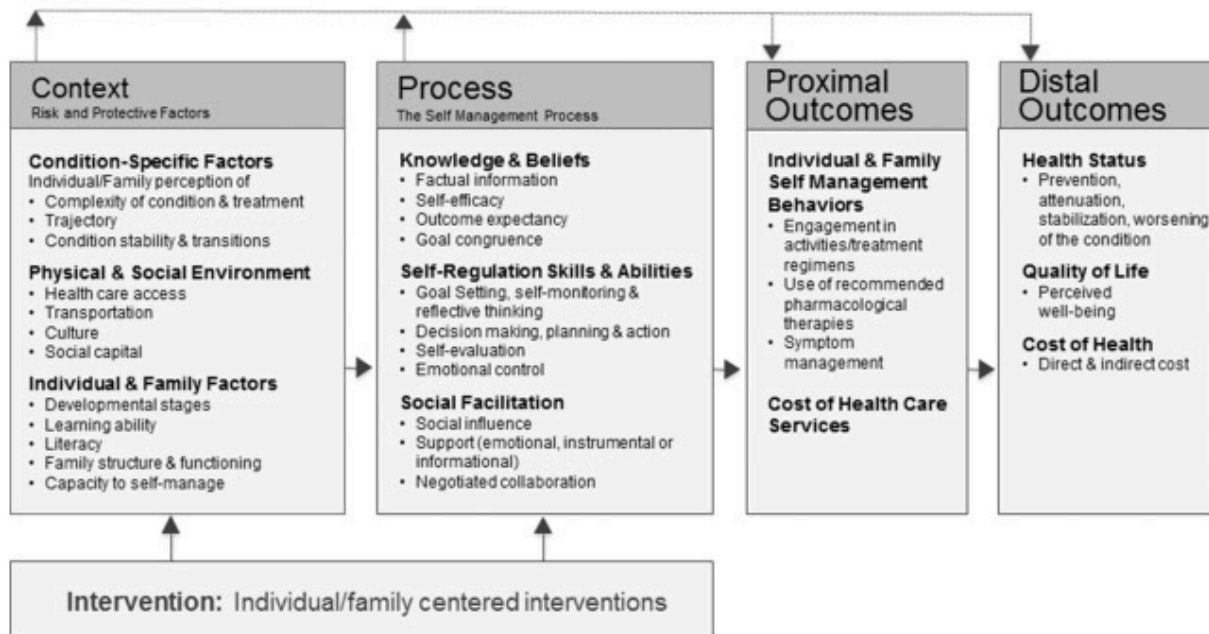 Context
Risk and Protective Factors
Condition-Specific Factors
Individual/Family perception of
• Complexity of condition & treatment
• Trajectory
• Condition stability & transitions
Physical & Social Environment
• Health care access
• Transportation
• Culture
• Social capital
Individual & Family Factors
• Developmental stages
• Learning ability
• Literacy
• Family structure & functioning
• Capacity to self-manage
Process
The Self Management Process
Knowledge & Beliefs
• Factual information
• Self-efficacy
• Outcome expectancy
• Goal congruence
Self-Regulation Skills & Abilities
• Goal Setting, self-monitoring &
reflective thinking
• Decision making, planning & action
• Self-evaluation
• Emotional control
Social Facilitation
• Social influence
• Support (emotional, instrumental or
informational)
• Negotiated collaboration
Proximal
Outcomes
Individual & Family
Self Management
Behaviors
• Engagement in
activities/treatment
regimens
• Use of recommended
pharmacological
therapies
• Symptom
management
Cost of Health Care
Services
Distal
Outcomes
Health Status
• Prevention,
attenuation,
stabilization, worsening
of the condition
Quality of Life
• Perceived
well-being
Cost of Health
• Direct & indirect cost
Intervention: Individual/family centered interventions